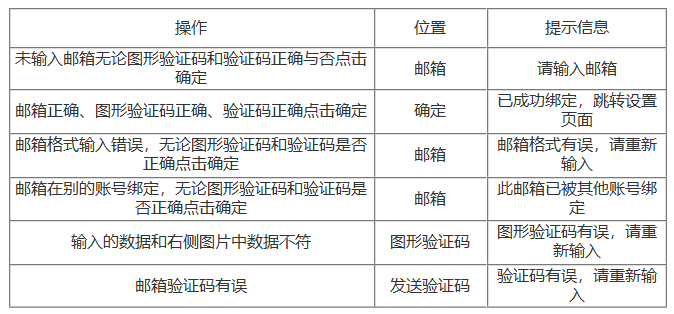 操作 位置 提示信息
未输入邮箱无论图形验证码和验证码正确与否点击
确定
邮箱
请输入邮箱
邮箱正确、图形验证码正确、验证码正确点击确定
确定
已成功绑定，跳转设置
页面
邮箱格式输入错误，无论图形验证码和验证码是否
正确点击确定
邮箱
邮箱格式有误，请重新
输入
邮箱在别的账号绑定，无论图形验证码和验证码是
否正确点击确定
邮箱
此邮箱已被其他账号绑
定
输入的数据和右侧图片中数据不符
图形验证码
图形验证码有误，请重
新输入
邮箱验证码有误
发送验证码
验证码有误，请重新输
入